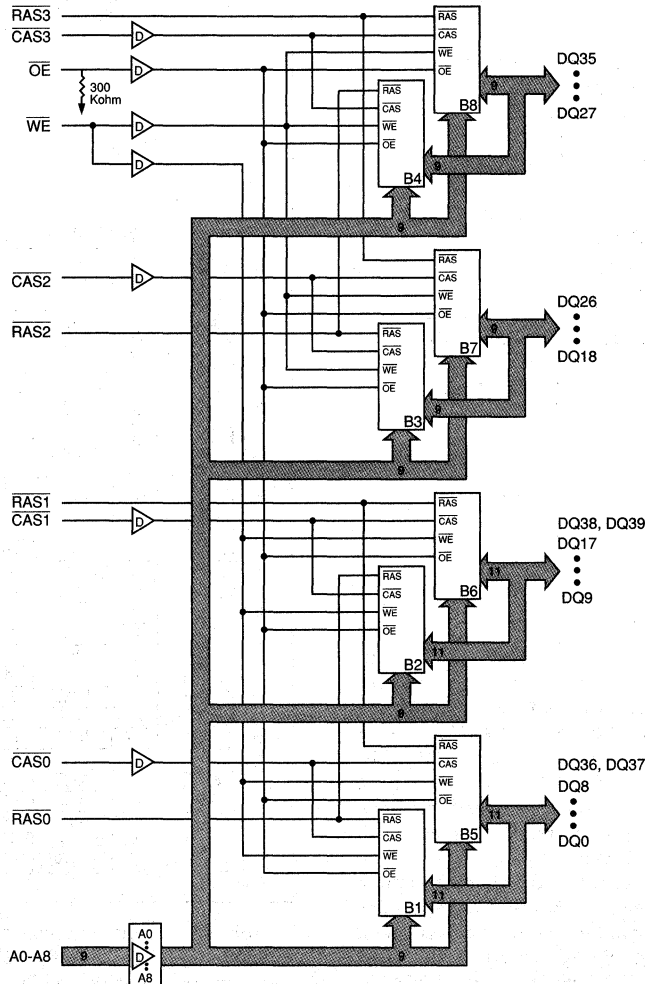 RAS3
CAS3
D
OE
D
300
Kohm
WE
D
D
RAS
CAS
WE
OE
B8
9
DQ35
DQ27
RAS
CAS
WE
OE
B4
9
9
CAS2
D
RAS2
RAS
CAS
WE
OE
B7
9
DQ26
DQ18
RAS
CAS
WE
OE
B3
9
9
RAS1
CAS1
D
RAS
CAS
WE
OE
B6
11
DQ38, DQ39
DQ17
DQ9
RAS
CAS
WE
OE
B2
11
9
CAS0
D
RAS0
RAS
CAS
WE
OE
B5
11
DQ36, DQ37
DQ8
DQ0
RAS
CAS
WE
OE
B1
11
9
A0-A8
9
A0
D
A8